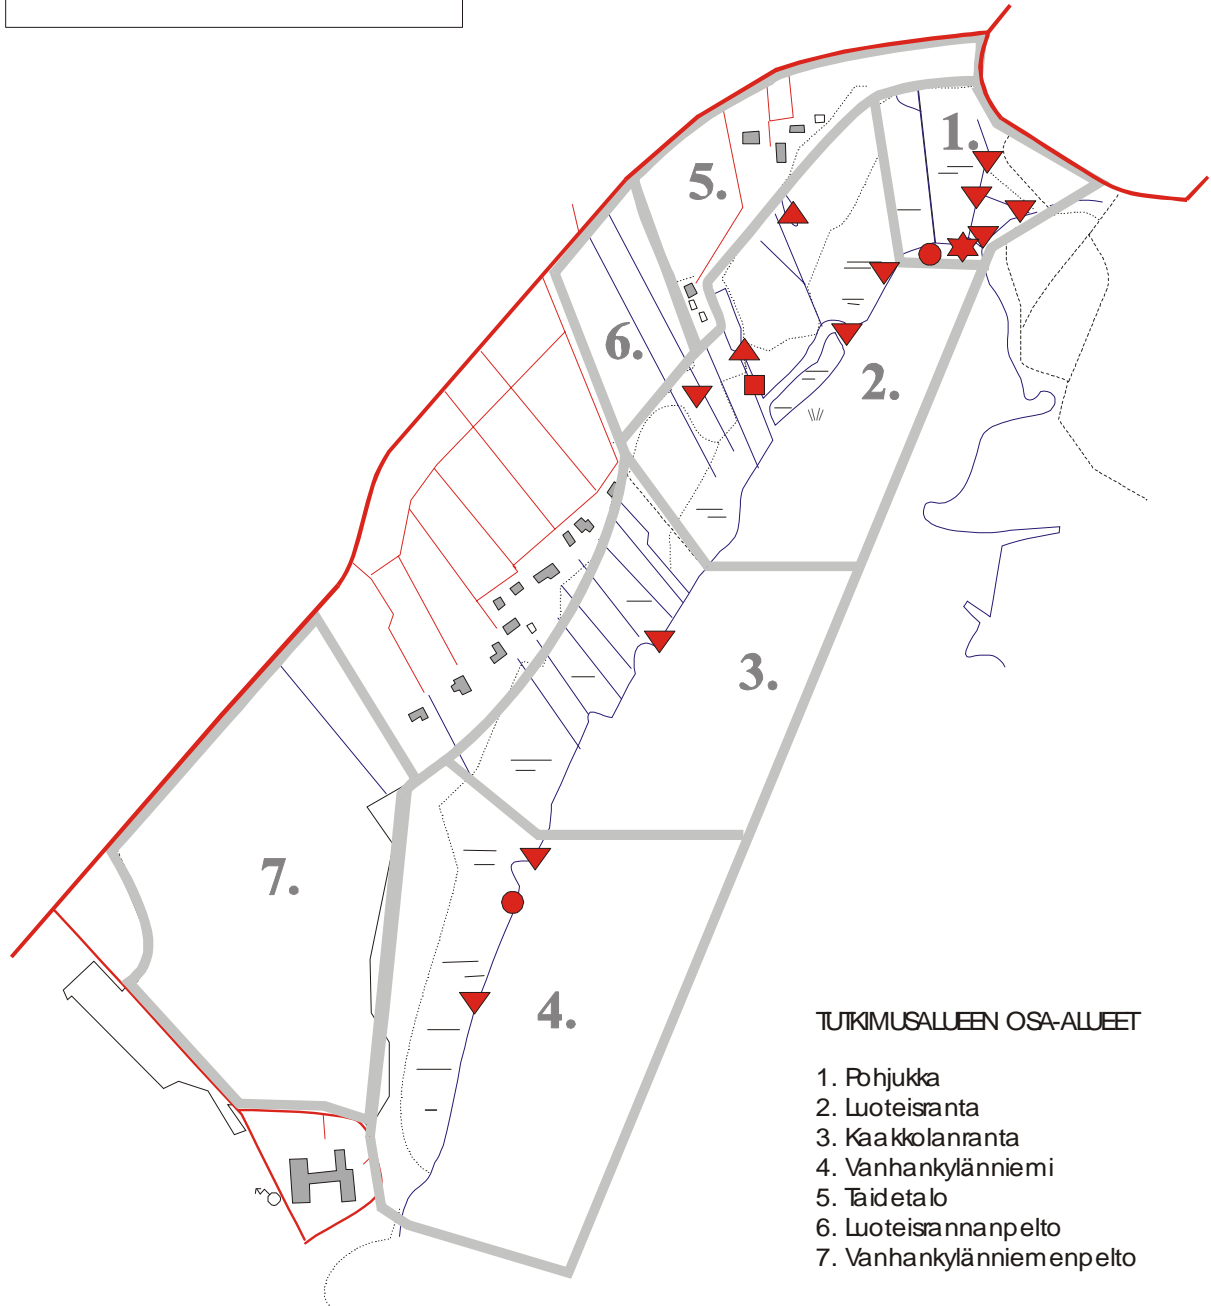 1.
5.
6.
2.
3.
7.
4.
TUTKIMUSALUEEN OSA-ALUEET
1. Pohjukka
2. Luoteisranta
3. Kaakkolanranta
4. Vanhankylänniemi
5. Taidetalo
6. Luoteisrannanpelto
7. Vanhankylänniemenpelto